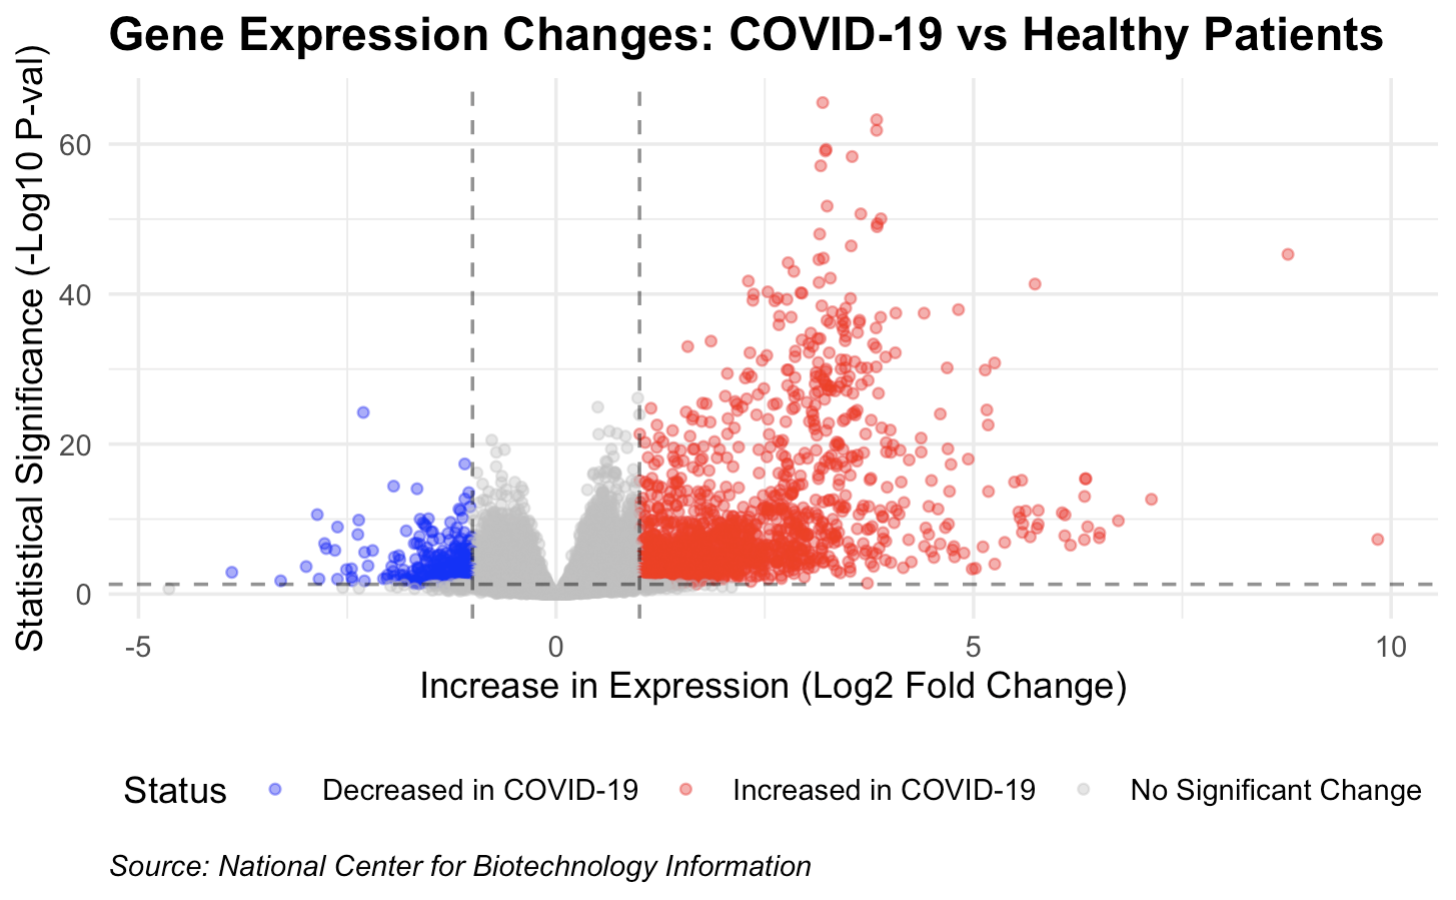 Gene Expression Changes: COVID-19 vs Healthy Patients
Statistical Significance (-Log10 P-val)
60
40
20
0
-5 0 5 10
Increase in Expression (Log2 Fold Change)
Status Decreased in COVID-19 Increased in COVID-19 No Significant Change
Source: National Center for Biotechnology Information